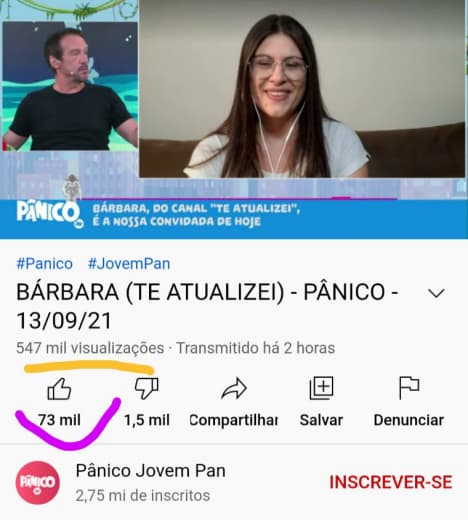 PÂNICO
BÁRBARA, DO CANAL "TE ATUALIZEI",
É A NOSSA CONVIDADA DE HOJE
#Panico #JovemPan
BÁRBARA (TE ATUALIZEI) - PÂNICO -
13/09/21
547 mil visualizações · Transmitido há 2 horas
73 mil 1,5 mil Compartilhar Salvar Denunciar
PÂNICO
Pânico Jovem Pan
2,75 mi de inscritos
INSCREVER-SE